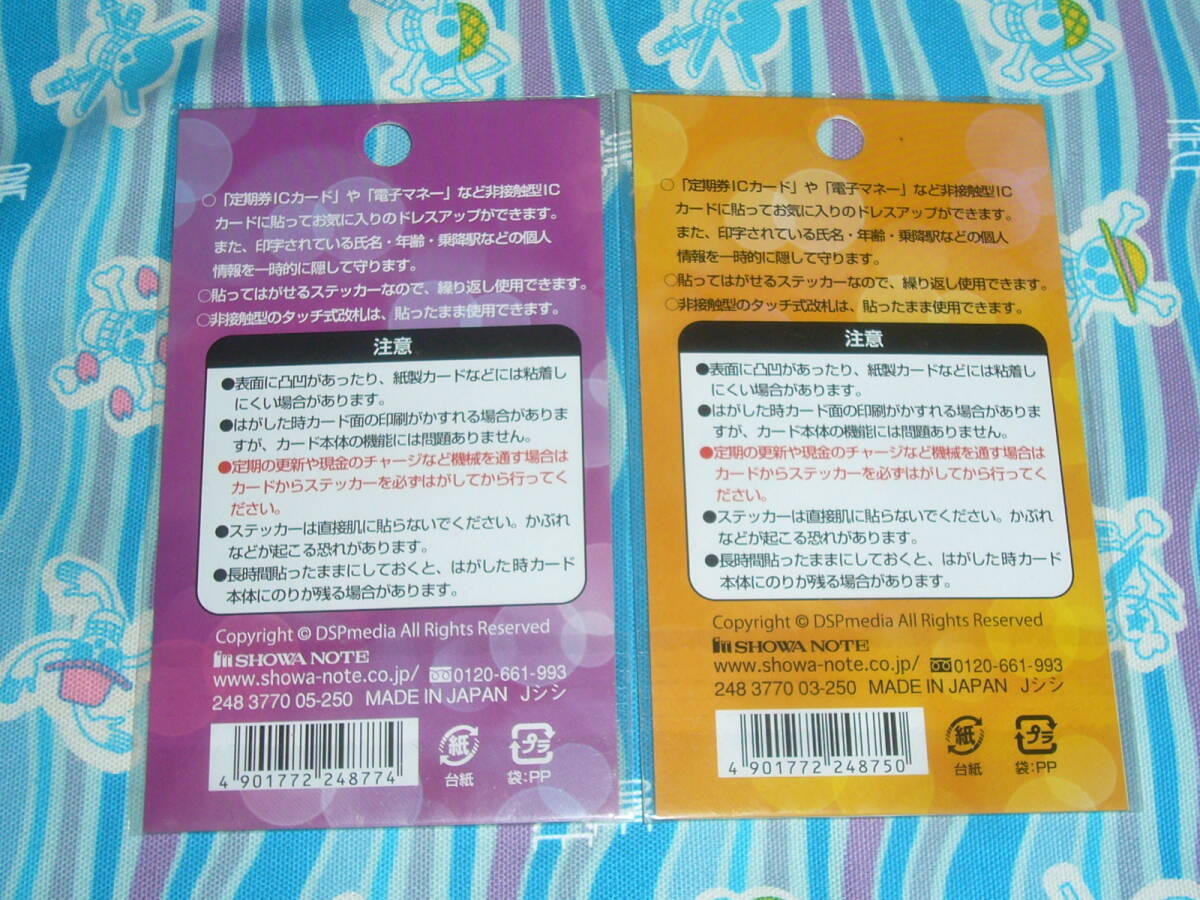 ○「定期券ICカード」や「電子マネー」など非接触型IC
カードに貼ってお気に入りのドレスアップができます。
また、印字されている氏名・年齢・乗降駅などの個人
情報を一時的に隠して守ります。
○貼ってはがせるステッカーなので、繰り返し使用できます。
○非接触型のタッチ式改札は、貼ったまま使用できます。
注意
●表面に凸凹があったり、紙製カードなどには粘着し
にくい場合があります。
●はがした時カード面の印刷がかすれる場合がありま
すが、カード本体の機能には問題ありません。
●定期の更新や現金のチャージなど機械を通す場合は
カードからステッカーを必ずはがしてから行ってく
ださい。
●ステッカーは直接肌に貼らないでください。かぶれ
などが起こる恐れがあります。
●長時間貼ったままにしておくと、はがした時カード
本体にのりが残る場合があります。
Copyright © DSPmedia All Rights Reserved
SHOWA NOTE
www.showa-note.co.jp/ 0120-661-993
248 3770 05-250 MADE IN JAPAN Jシシ
4 901772 248774
紙
台紙
プラ
袋:PP
○「定期券ICカード」や「電子マネー」など非接触型IC
カードに貼ってお気に入りのドレスアップができます。
また、印字されている氏名・年齢・乗降駅などの個人
情報を一時的に隠して守ります。
○貼ってはがせるステッカーなので、繰り返し使用できます。
○非接触型のタッチ式改札は、貼ったまま使用できます。
注意
●表面に凸凹があったり、紙製カードなどには粘着し
にくい場合があります。
●はがした時カード面の印刷がかすれる場合がありま
すが、カード本体の機能には問題ありません。
●定期の更新や現金のチャージなど機械を通す場合は
カードからステッカーを必ずはがしてから行ってく
ださい。
●ステッカーは直接肌に貼らないでください。かぶれ
などが起こる恐れがあります。
●長時間貼ったままにしておくと、はがした時カード
本体にのりが残る場合があります。
Copyright © DSPmedia All Rights Reserved
SHOWA NOTE
www.showa-note.co.jp/ 0120-661-993
248 3770 03-250 MADE IN JAPAN Jシシ
4 901772 248750
紙
台紙
プラ
袋:PP